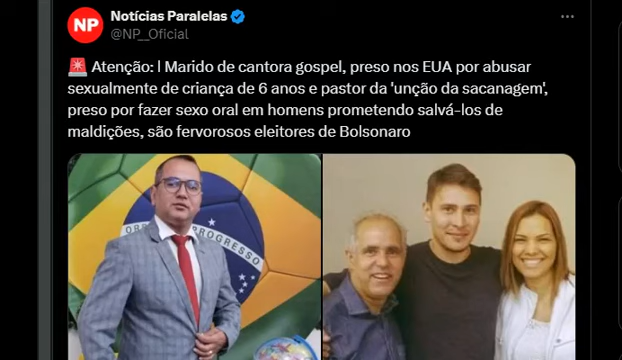 NP
Notícias Paralelas
@NP__Oficial
Atenção: | Marido de cantora gospel, preso nos EUA por abusar
sexualmente de criança de 6 anos e pastor da 'unção da sacanagem',
preso por fazer sexo oral em homens prometendo salvá-los de
maldições, são fervorosos eleitores de Bolsonaro
PROGRESSO